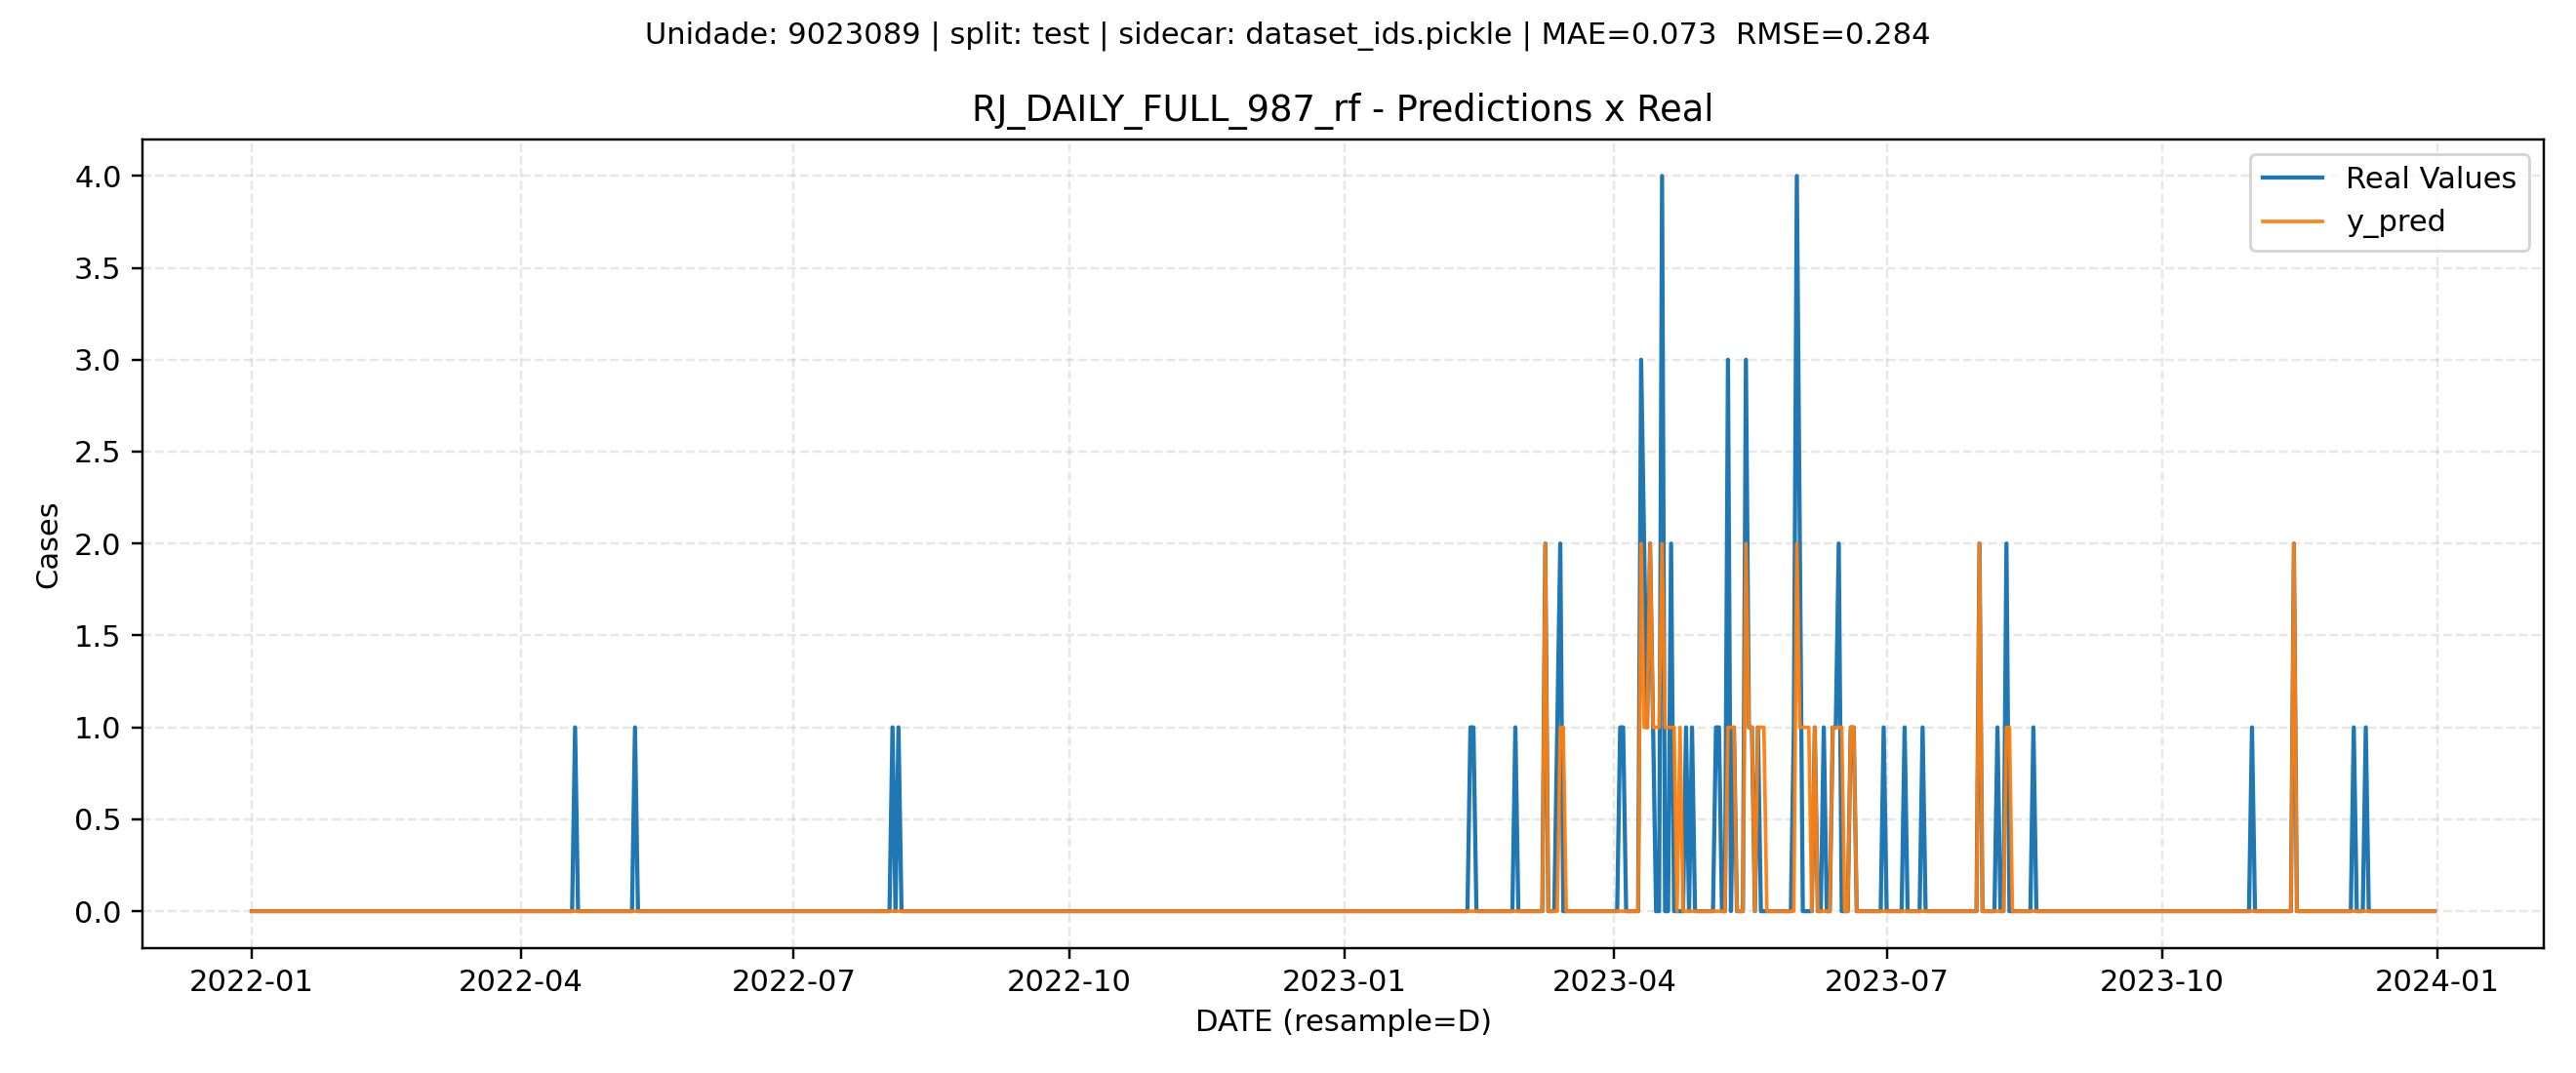 Unidade: 9023089 | split: test | sidecar: dataset_ids.pickle | MAE=0.073  RMSE=0.284
RJ_DAILY_FULL_987_rf - Predictions x Real
Real Values
y_pred
Cases
4.0
3.5
3.0
2.5
2.0
1.5
1.0
0.5
0.0
2022-01 2022-04 2022-07 2022-10 2023-01 2023-04 2023-07 2023-10 2024-01
DATE (resample=D)